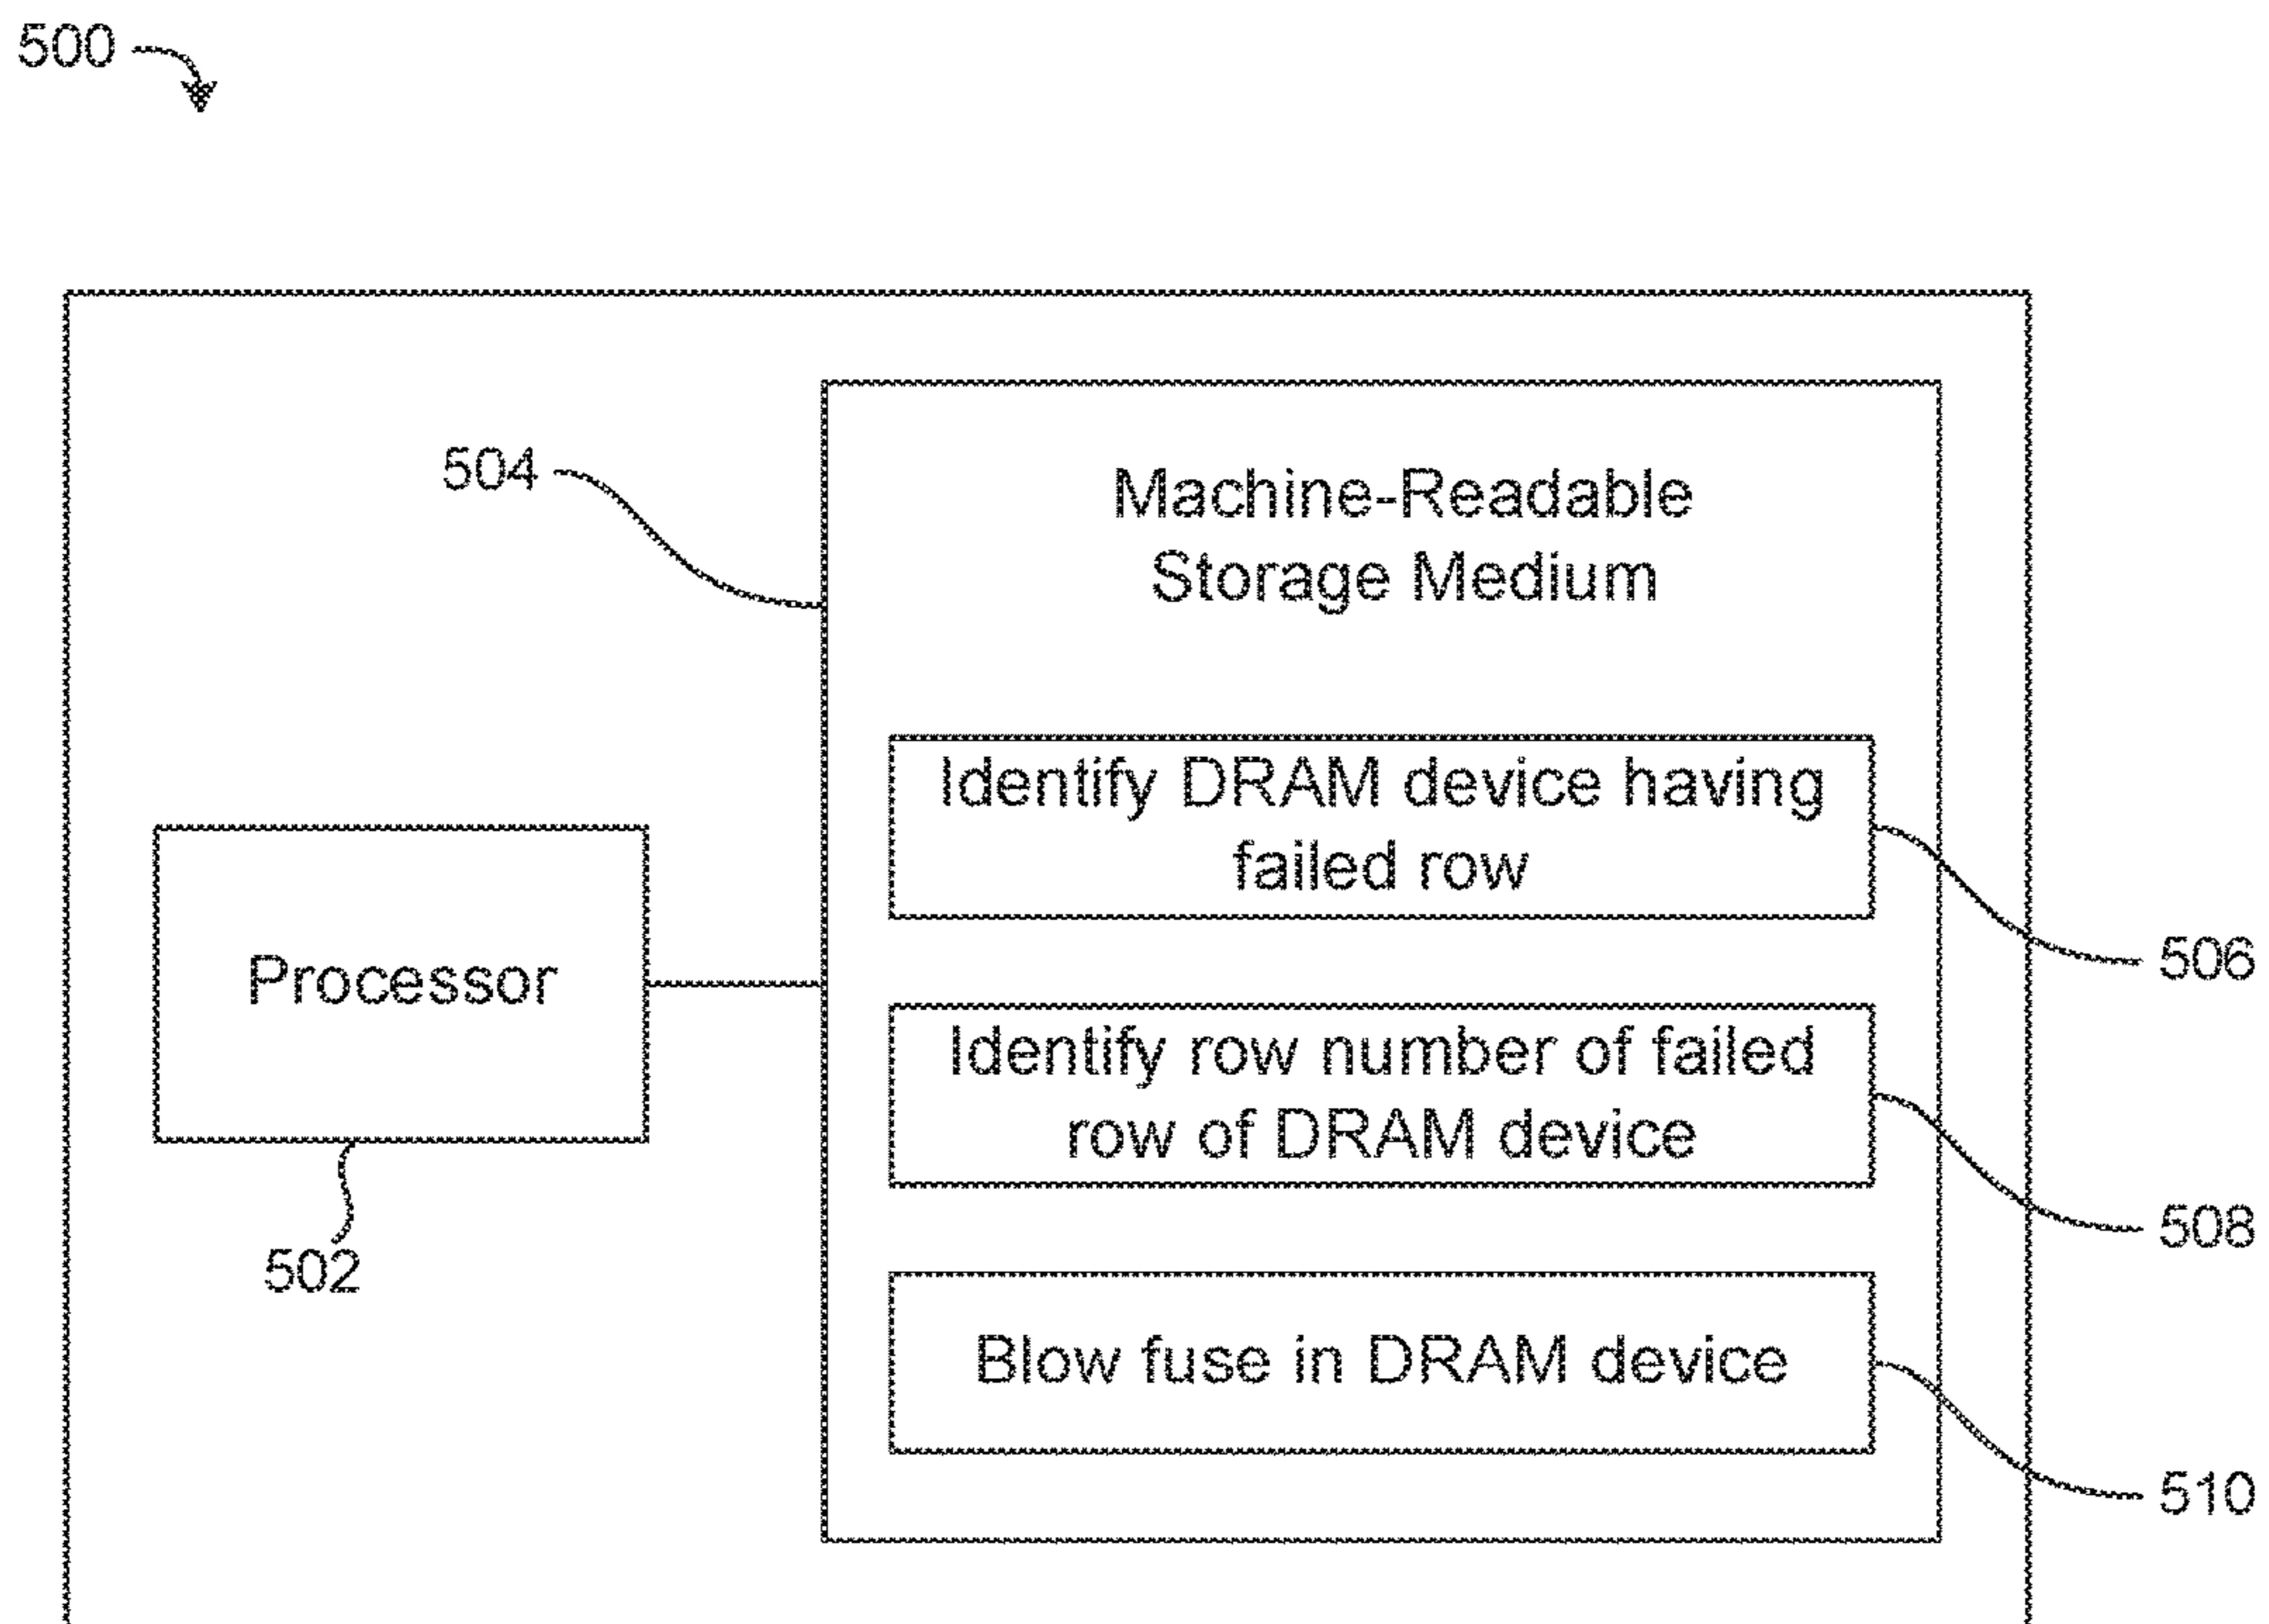 500
504
Machine-Readable
Storage Medium
Identify DRAM device having
failed row
506
Processor
502
Identify row number of failed
row of DRAM device
508
Blow fuse in DRAM device
510